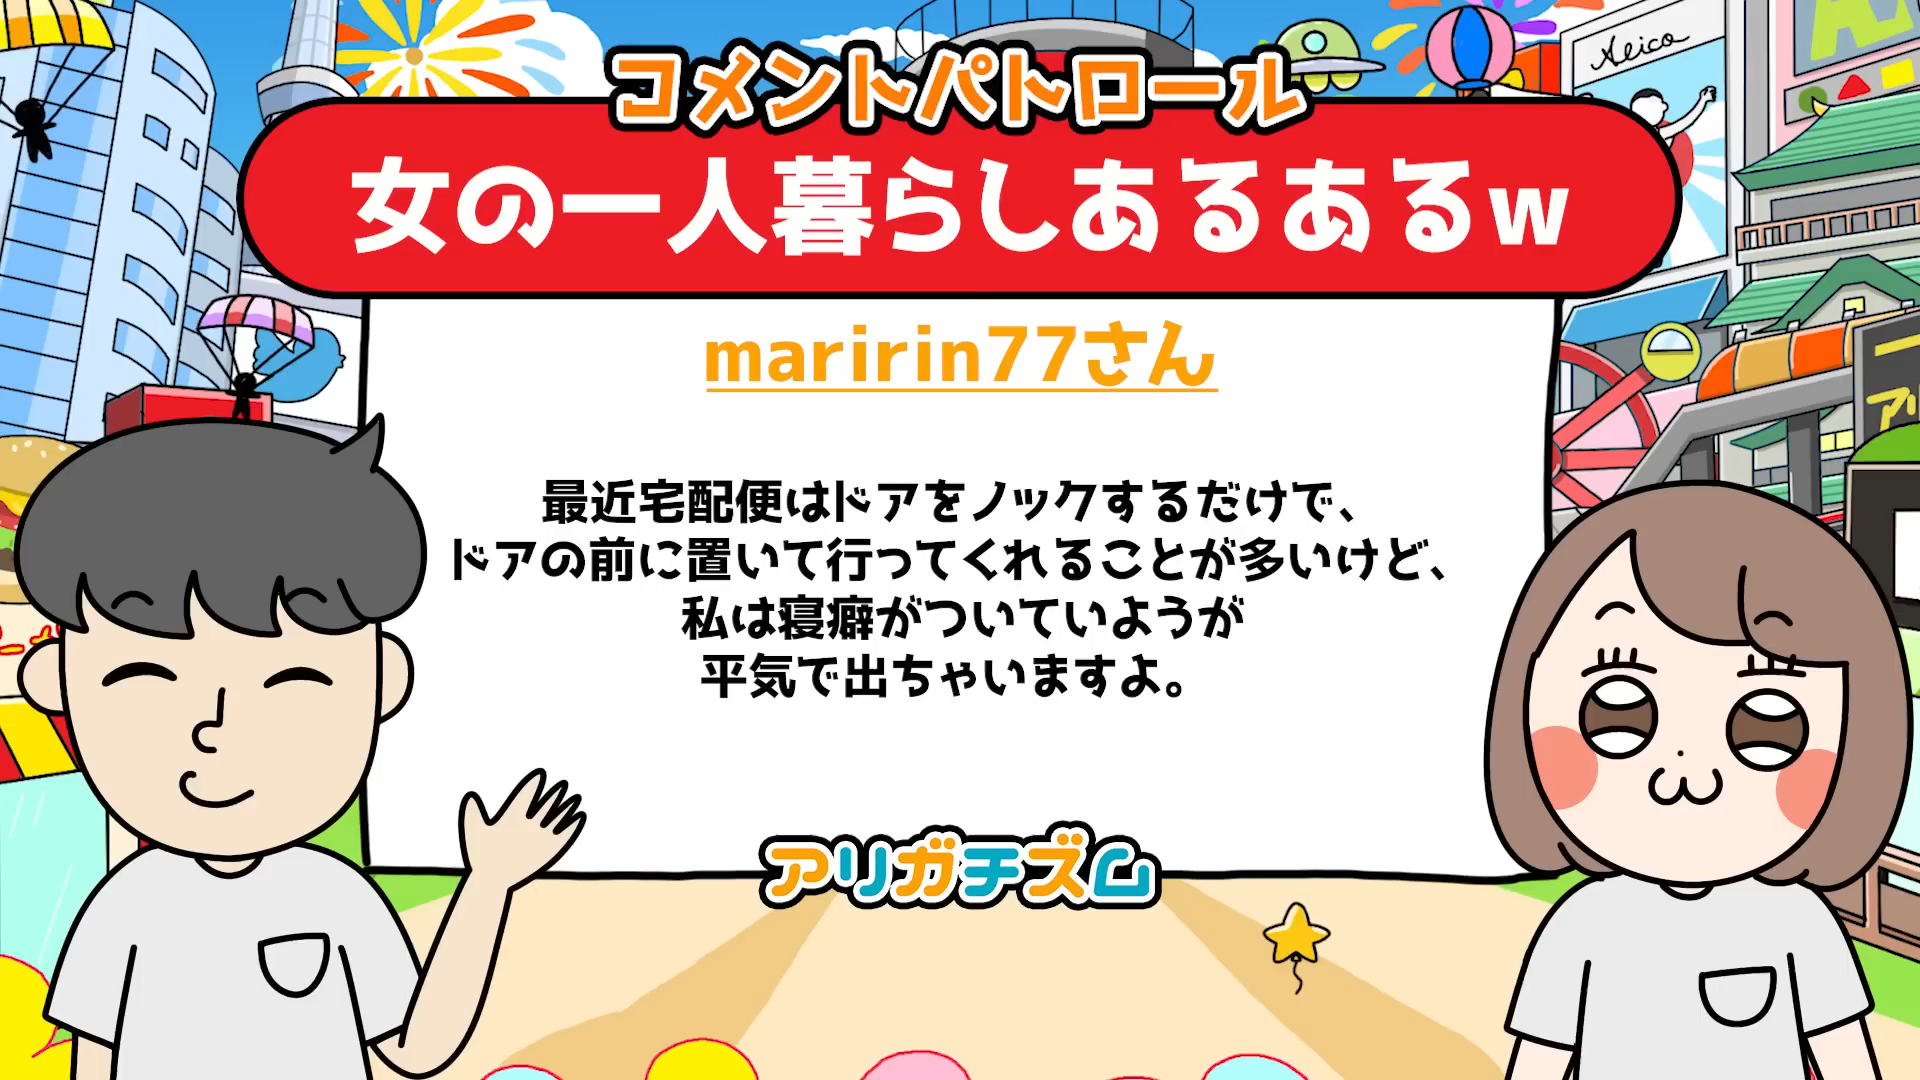 Aeico
コメントパトロール
女の一人暮らしあるあるw
maririn77さん
最近宅配便はドアをノックするだけで、
ドアの前に置いて行ってくれることが多いけど、
私は寝癖がついていようが
平気で出ちゃいますよ。
アリガチズム